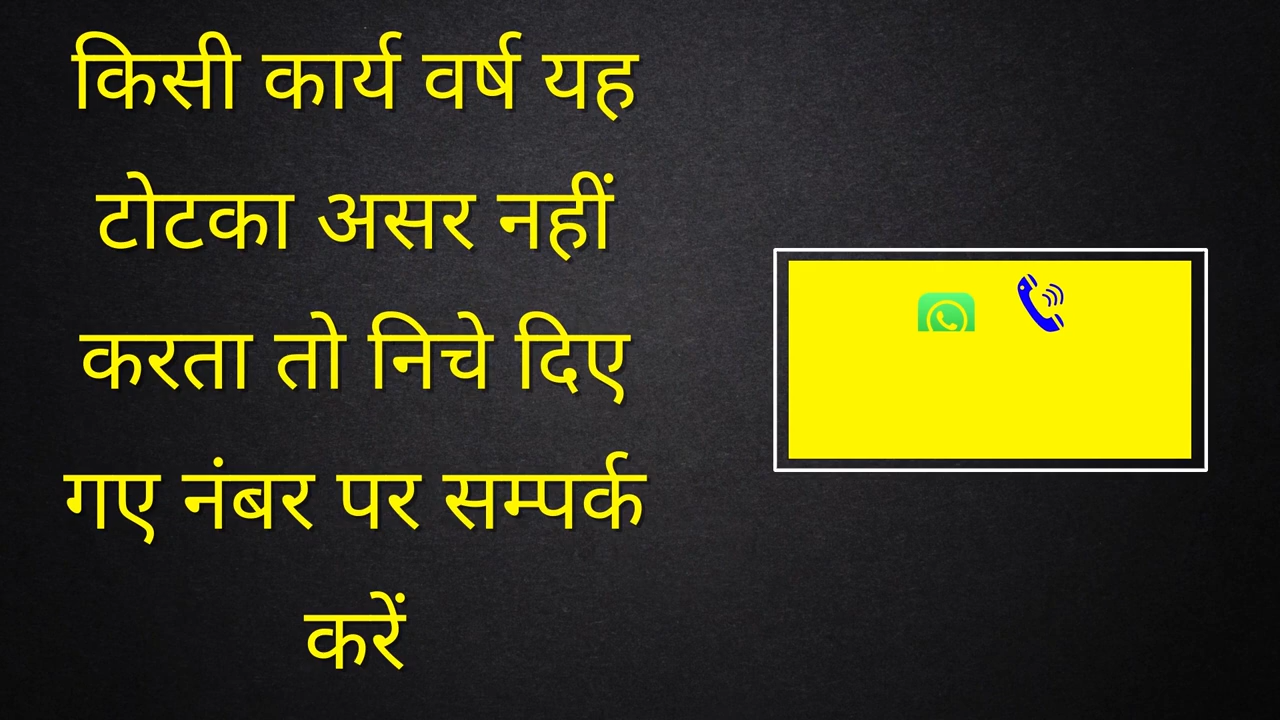 किसी कार्य वर्ष यह
टोटका असर नहीं
करता तो निचे दिए
गए नंबर पर सम्पर्क
करें